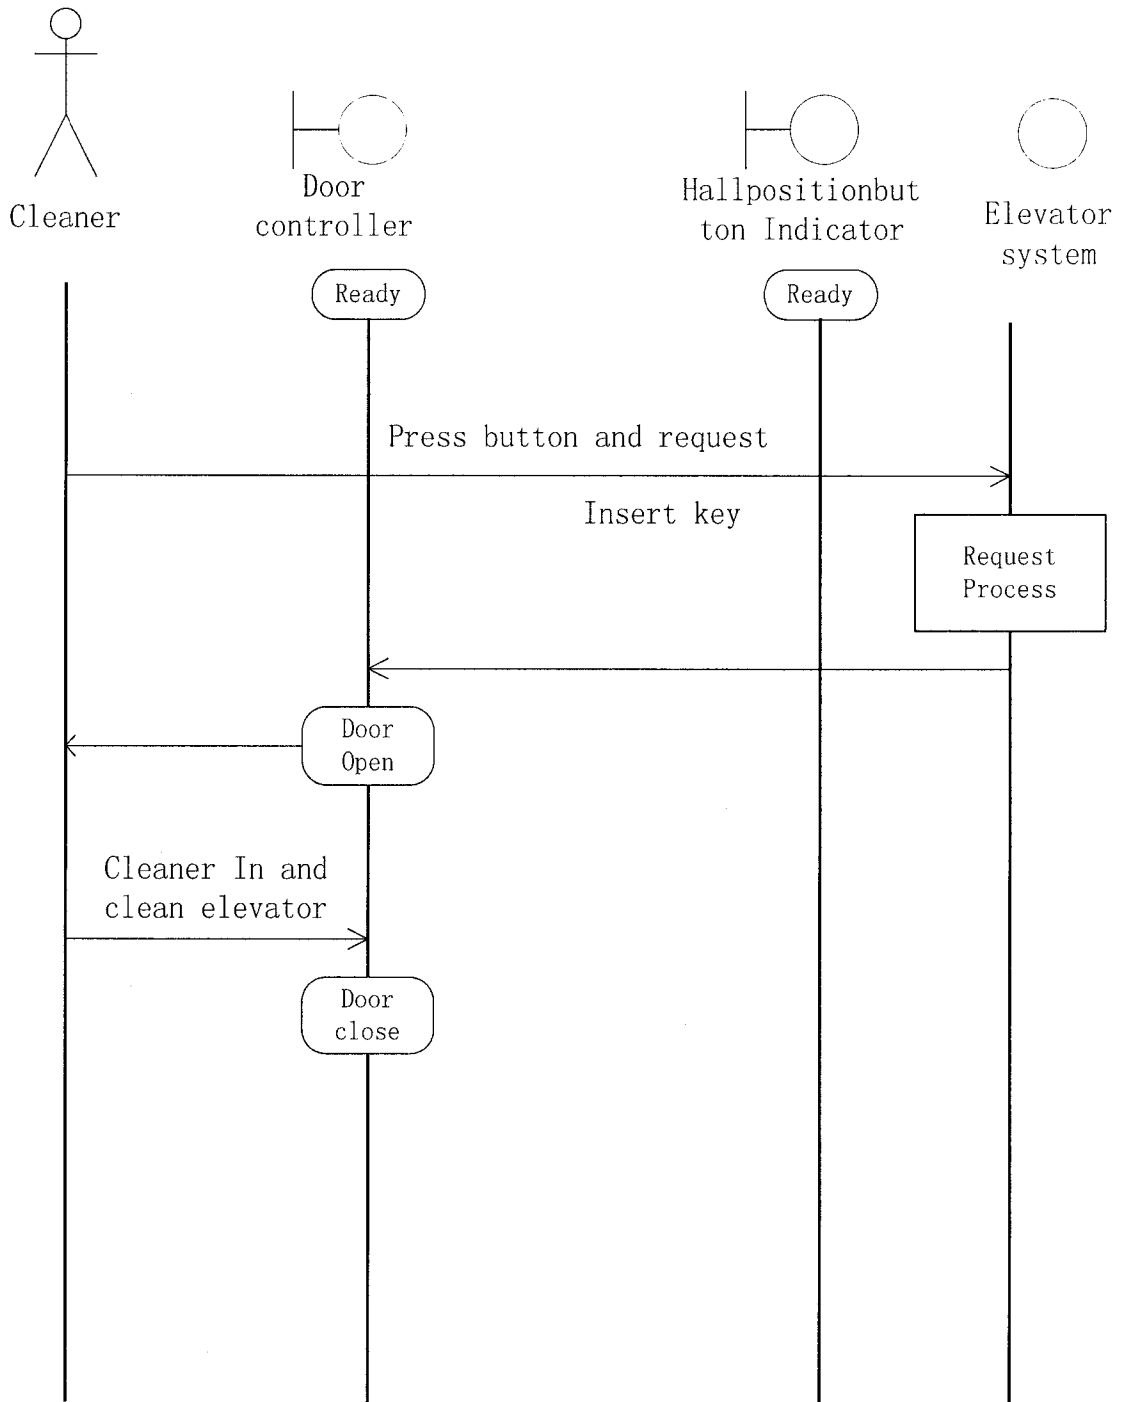 Cleaner
Door
controller
Hallpositionbut
ton Indicator
Elevator
system
Ready
Ready
Press button and request
Insert key
Request
Process
Door
Open
Cleaner In and
clean elevator
Door
close